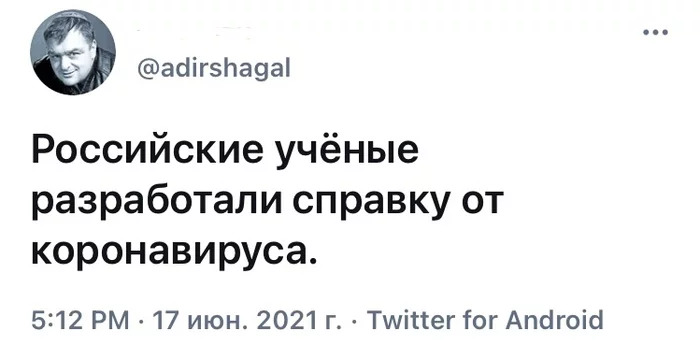 @adirshagal
Российские учёные
разработали справку от
коронавируса.
5:12 PM · 17 июн. 2021 г. · Twitter for Android